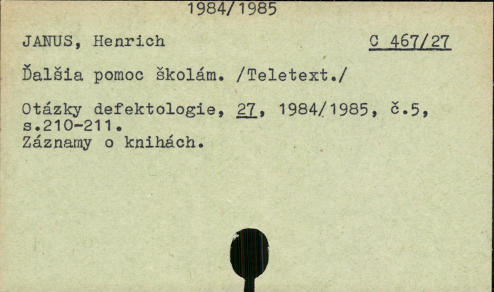 1984/1985
JANUS, Henrich C 467/27
Ďalšia pomoc školám. /Teletext./
Otázky defektologie, 27, 1984/1985, č.5,
s.210-211.
Záznamy o knihách.